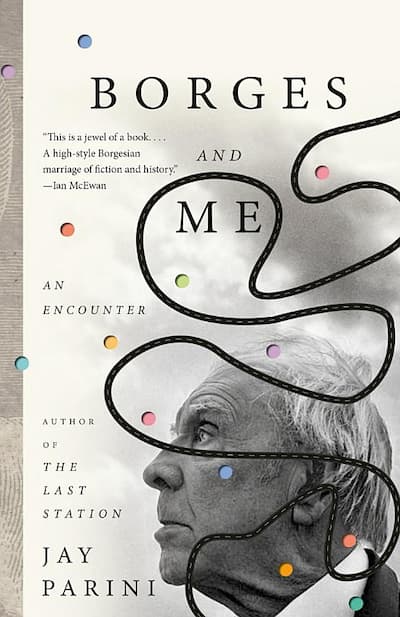 BORGES
"This is a jewel of a book. . . .
A high-style Borgesian
marriage of fiction and history."
—Ian McEwan
AND
ME
AN
ENCOUNTER
AUTHOR
OF
THE
LAST
STATION
JAY
PARINI